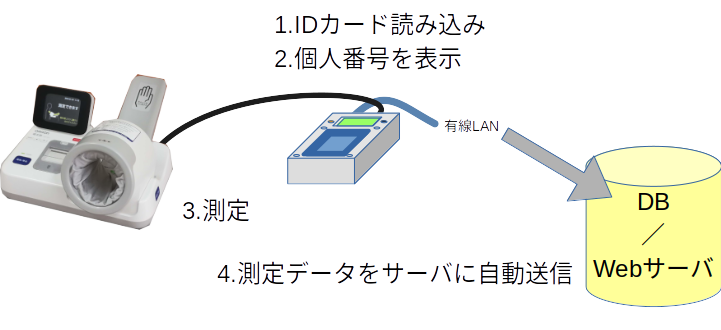 1.IDカード読み込み
2.個人番号を表示
有線LAN
3.測定
DB
／
Webサーバ
4.測定データをサーバに自動送信